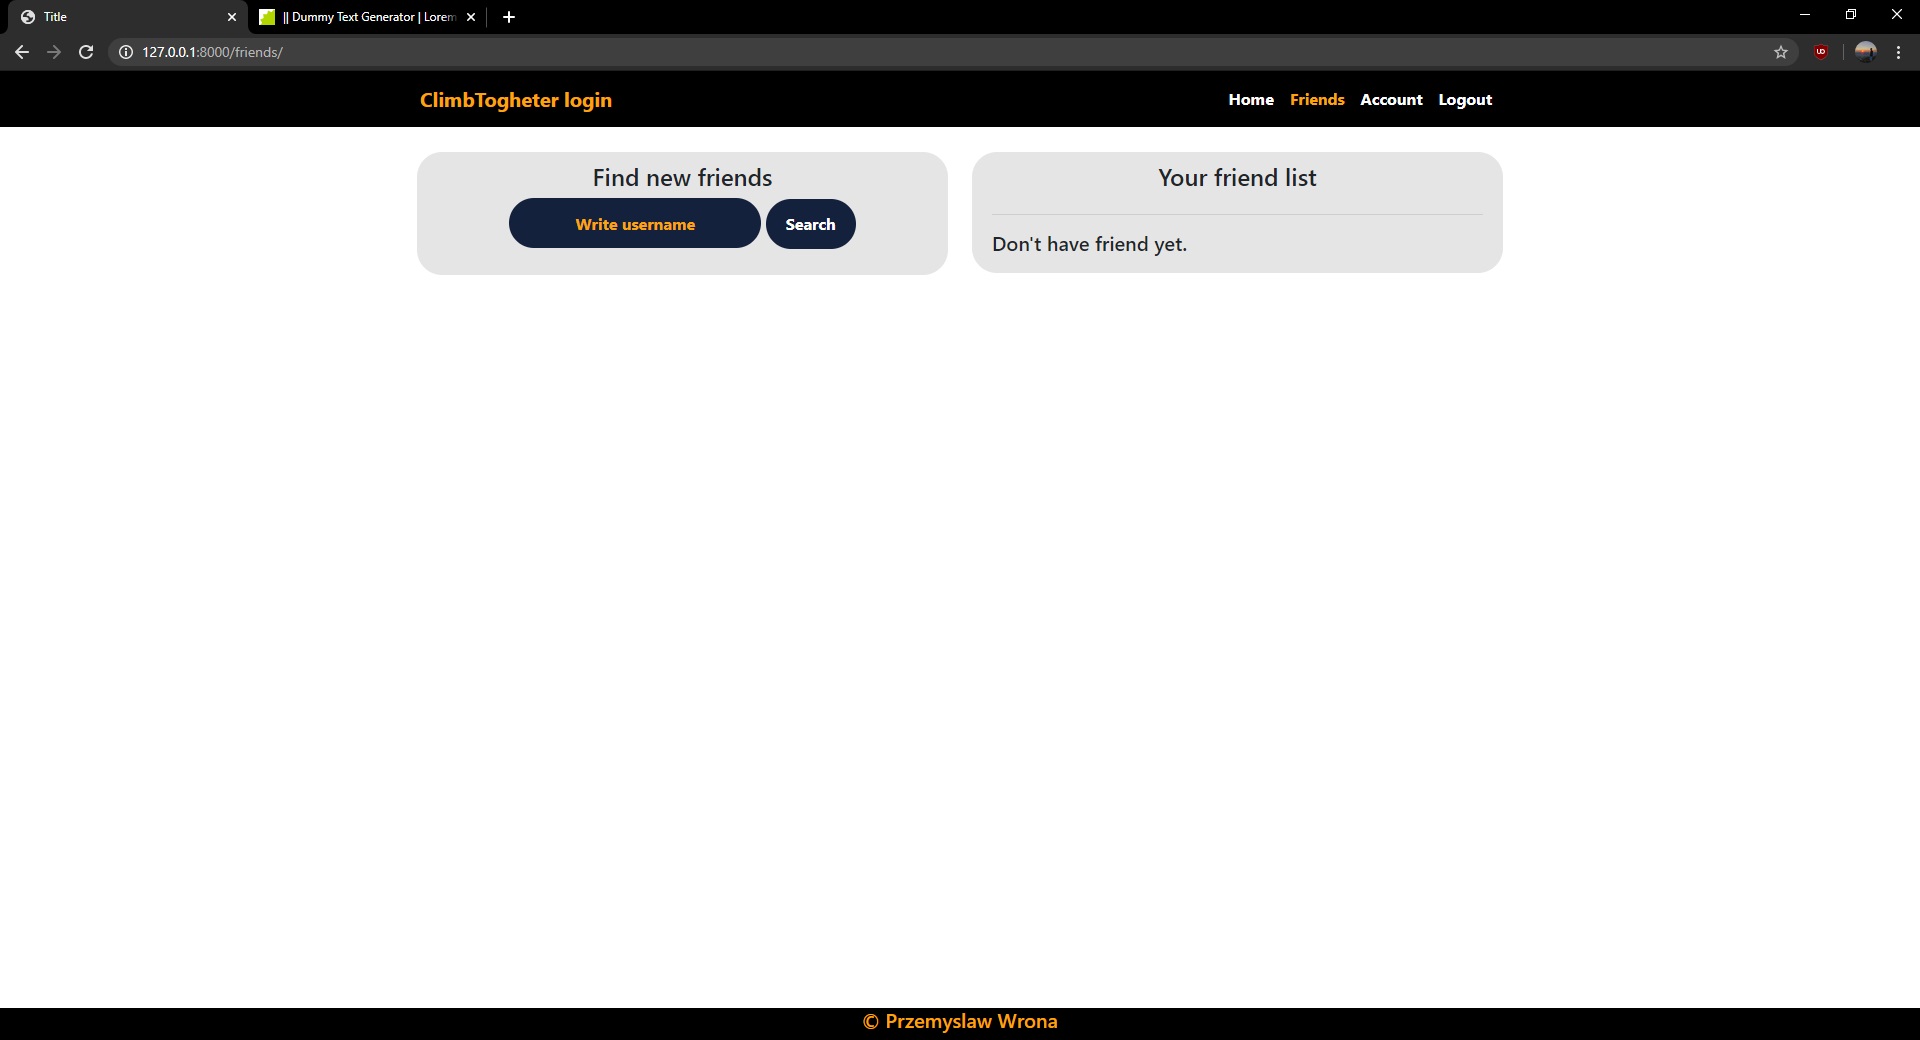 Title
|| Dummy Text Generator | Lorem
127.0.0.1:8000/friends/
ClimbTogheter login
Home Friends Account Logout
Find new friends
Write username Search
Your friend list
Don't have friend yet.
© Przemyslaw Wrona